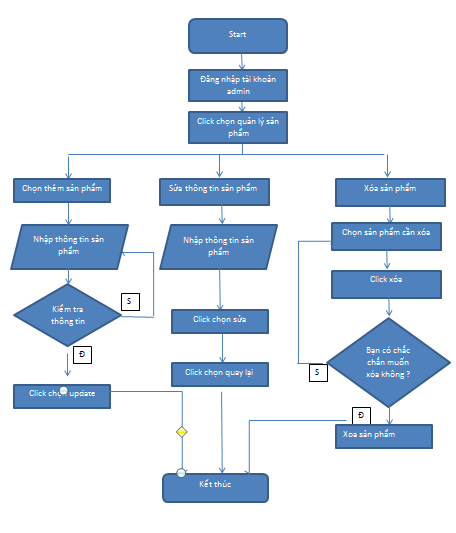 Start
Đăng nhập tài khoản
admin
Click chọn quản lý sản
phẩm
Chọn thêm sản phẩm
Sửa thông tin sản phẩm
Xóa sản phẩm
Nhập thông tin sản
phẩm
Nhập thông tin sản
phẩm
Chọn sản phẩm cần xóa
Click xóa
S
Kiểm tra
thông tin
Click chọn sửa
Đ
Bạn có chắc
chắn muốn
xóa không ?
Click chọn quay lại
S
Click chọn update
Đ
Xoa sản phẩm
Kết thúc